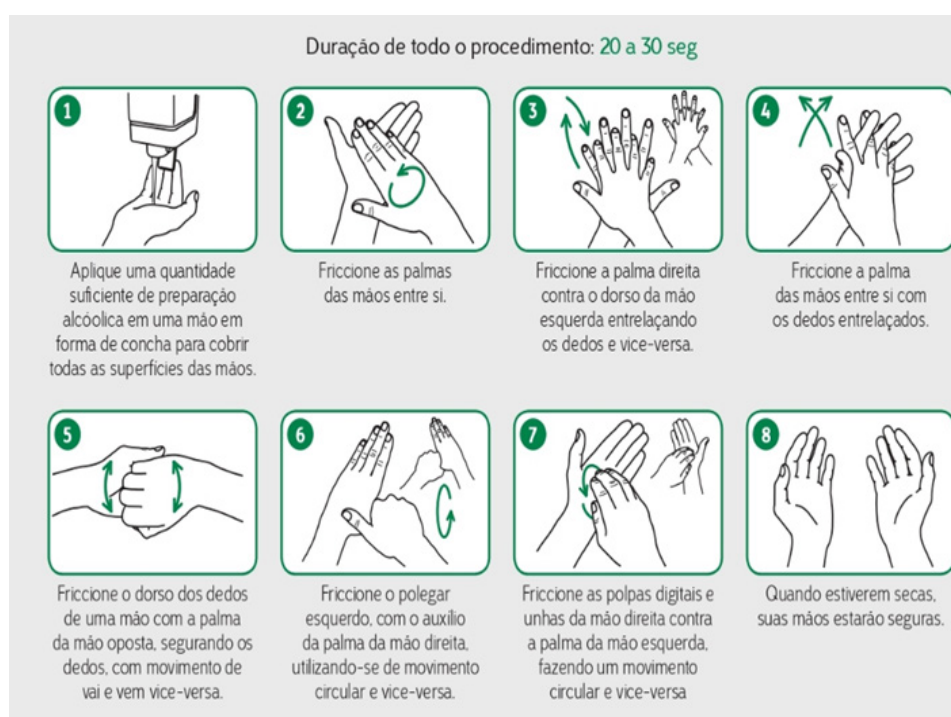 Duração de todo o procedimento: 20 a 30 seg
1
Aplique uma quantidade
suficiente de preparação
alcóolica em uma mão em
forma de concha para cobrir
todas as superfícies das mãos.
2
Friccione as palmas
das mãos entre si.
3
Friccione a palma direita
contra o dorso da mão
esquerda entrelaçando
os dedos e vice-versa.
4
Friccione a palma
das mãos entre si com
os dedos entrelaçados.
5
Friccione o dorso dos dedos
de uma mão com a palma
da mão oposta, segurando os
dedos, com movimento de
vai e vem vice-versa.
6
Friccione o polegar
esquerdo, com o auxílio
da palma da mão direita,
utilizando-se de movimento
circular e vice-versa.
7
Friccione as polpas digitais e
unhas da mão direita contra
a palma da mão esquerda,
fazendo um movimento
circular e vice-versa
8
Quando estiverem secas,
suas mãos estarão seguras.